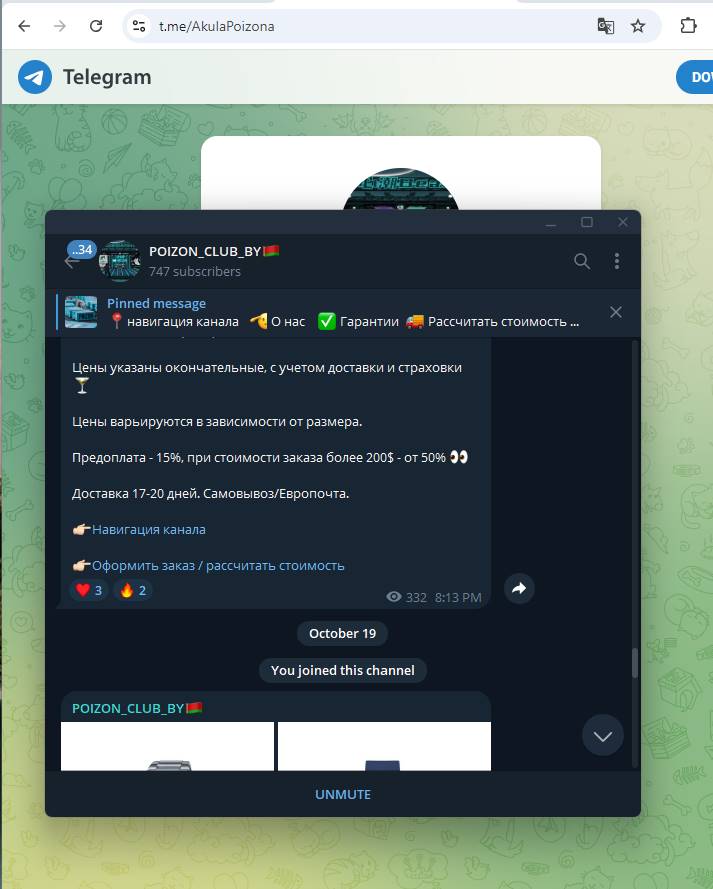 t.me/AkulaPoizona
Telegram
..34
POIZON_CLUB_BY
747 subscribers
Pinned message
📍навигация канала 🫡О нас ✅ Гарантии 🚚 Рассчитать стоимость ...
Цены указаны окончательные, с учетом доставки и страховки
🍸
Цены варьируются в зависимости от размера.
Предоплата - 15%, при стоимости заказа более 200$ - от 50% 👀
Доставка 17-20 дней. Самовывоз/Европочта.
👉🏻Навигация канала
👉🏻Оформить заказ / рассчитать стоимость
❤️ 3 🔥 2
332 8:13 PM
October 19
You joined this channel
POIZON_CLUB_BY🇧🇾
UNMUTE